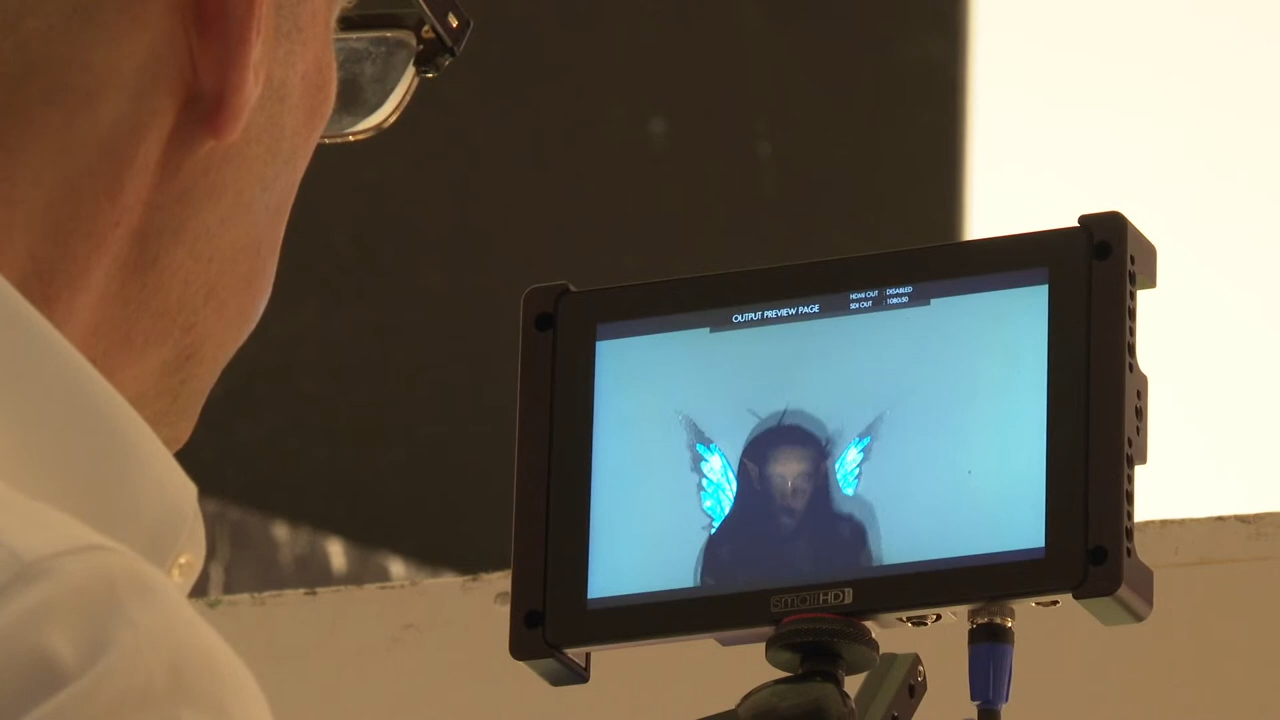 OUTPUT PREVIEW PAGE
HDMI OUT : DISABLED
SDI OUT : 1080i50
smallHD